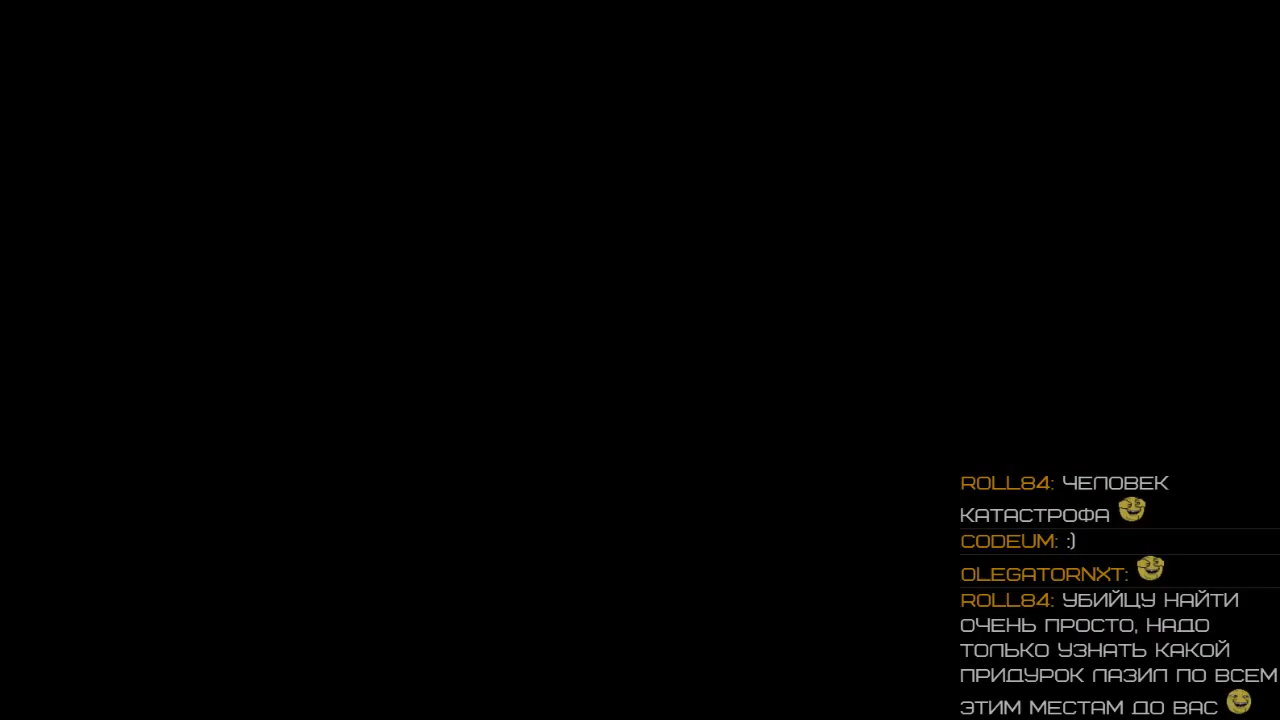 ROLL84: ЧЕЛОВЕК
КАТАСТРОФА
CODEUM: :)
OLEGATORNXT:
ROLL84: УБИЙЦУ НАЙТИ
ОЧЕНЬ ПРОСТО, НАДО
ТОЛЬКО УЗНАТЬ КАКОЙ
ПРИДУРОК ЛАЗИЛ ПО ВСЕМ
ЭТИМ МЕСТАМ ДО ВАС